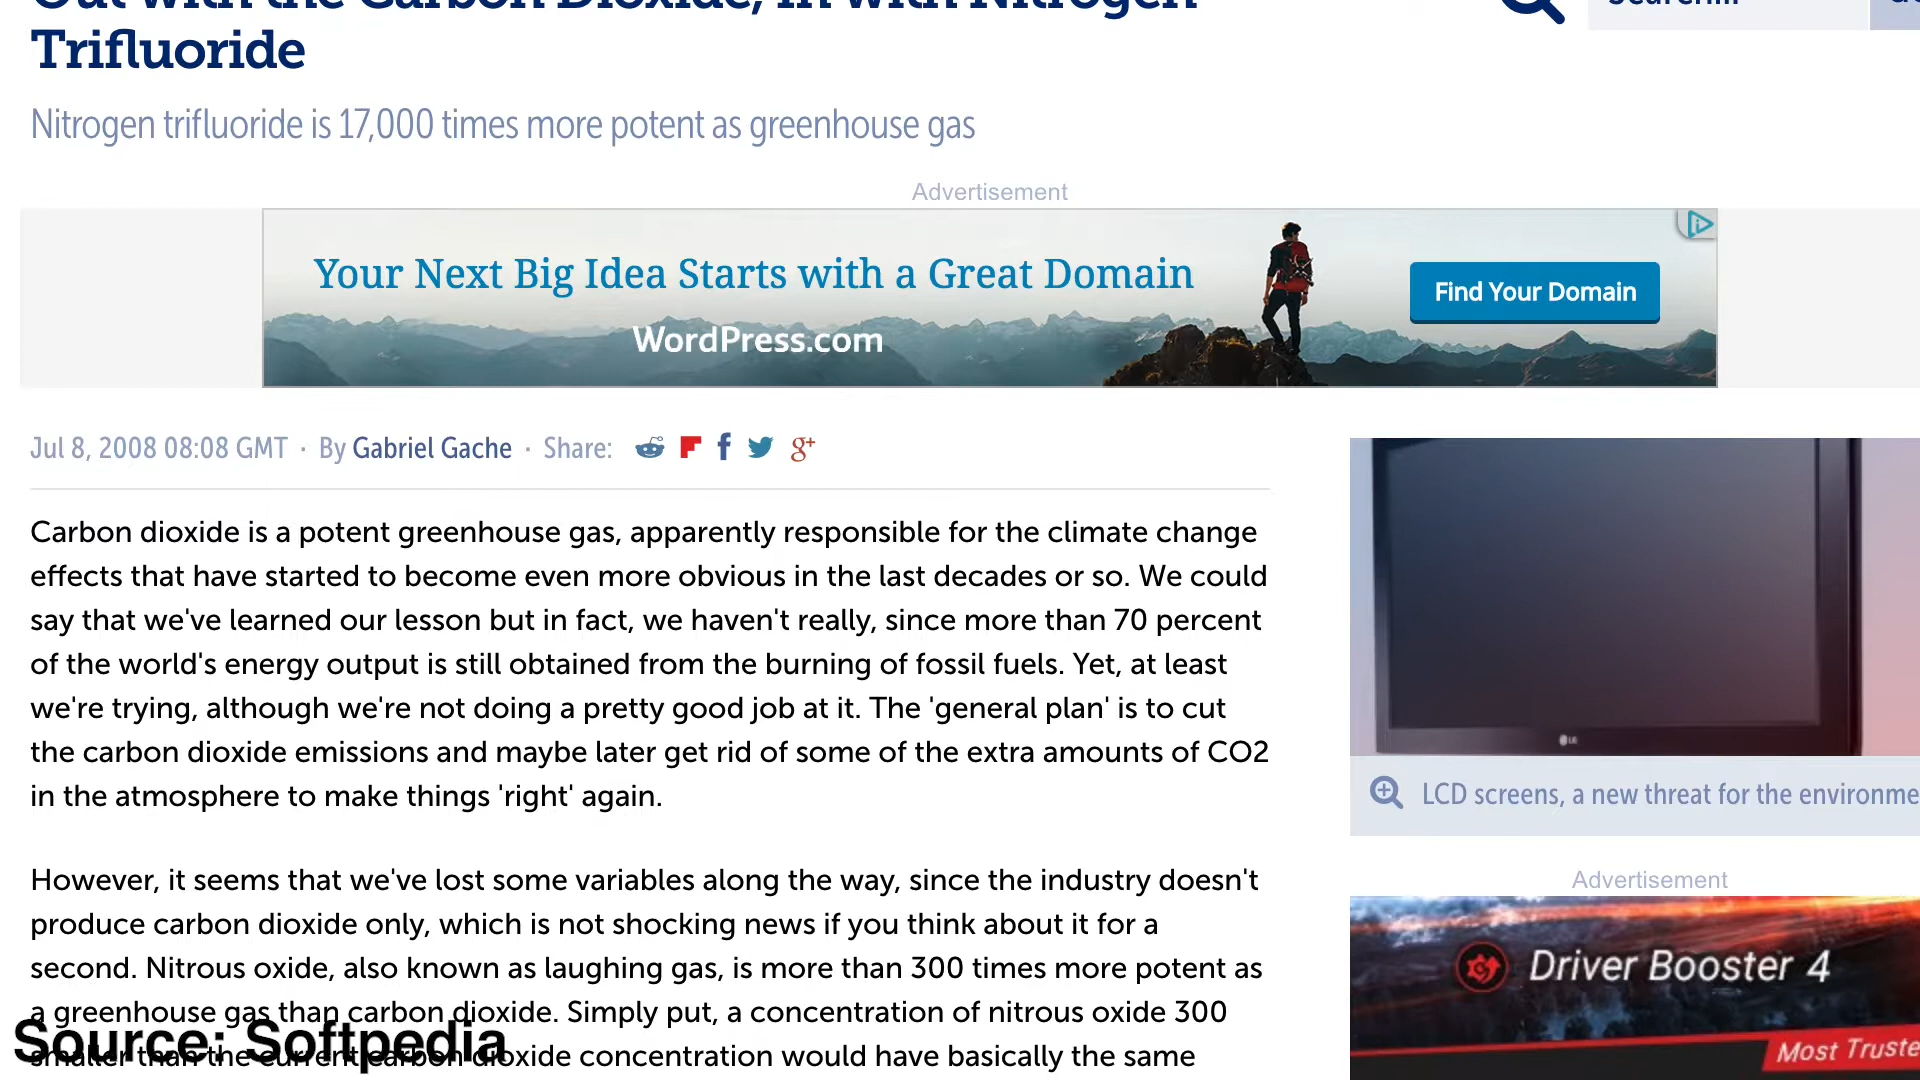 Out with the Carbon Dioxide, In with Nitrogen
Trifluoride
Search...
Nitrogen trifluoride is 17,000 times more potent as greenhouse gas
Advertisement
Your Next Big Idea Starts with a Great Domain
WordPress.com
Find Your Domain
Jul 8, 2008 08:08 GMT · By Gabriel Gache · Share:
Carbon dioxide is a potent greenhouse gas, apparently responsible for the climate change
effects that have started to become even more obvious in the last decades or so. We could
say that we've learned our lesson but in fact, we haven't really, since more than 70 percent
of the world's energy output is still obtained from the burning of fossil fuels. Yet, at least
we're trying, although we're not doing a pretty good job at it. The 'general plan' is to cut
the carbon dioxide emissions and maybe later get rid of some of the extra amounts of CO2
in the atmosphere to make things 'right' again.
However, it seems that we've lost some variables along the way, since the industry doesn't
produce carbon dioxide only, which is not shocking news if you think about it for a
second. Nitrous oxide, also known as laughing gas, is more than 300 times more potent as
a greenhouse gas than carbon dioxide. Simply put, a concentration of nitrous oxide 300
smaller than the current carbon dioxide concentration would have basically the same
Source: Softpedia
LG
LCD screens, a new threat for the environme
Advertisement
Driver Booster 4
Most Truste